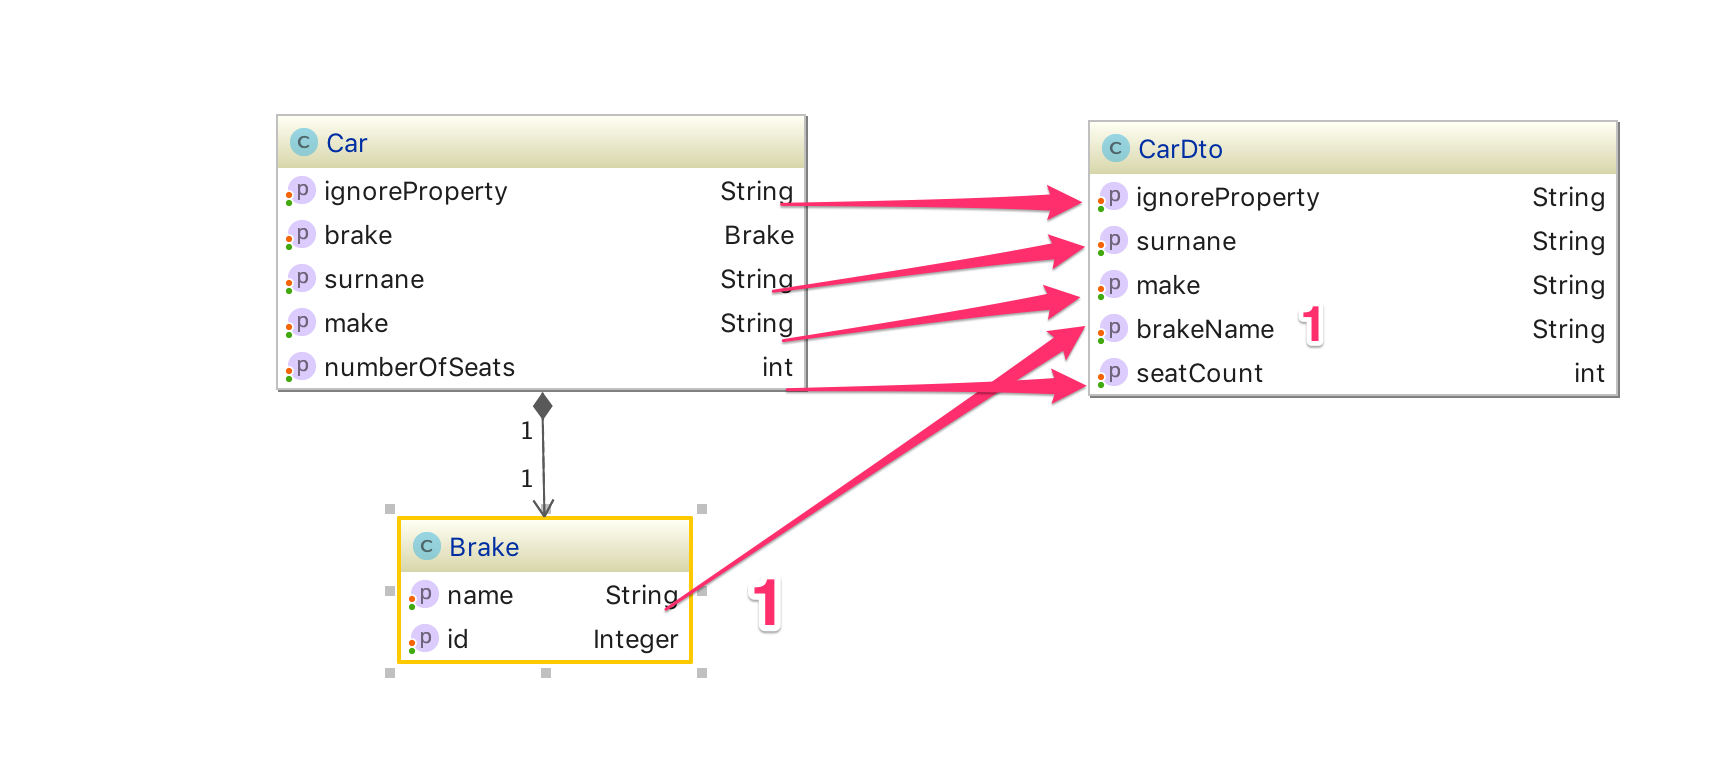 C Car
p ignoreProperty String
p brake Brake
p surnane String
p make String
p numberOfSeats int
C CarDto
p ignoreProperty String
p surnane String
p make String
p brakeName 1 String
p seatCount int
1
1
C Brake
p name String
p id Integer
1